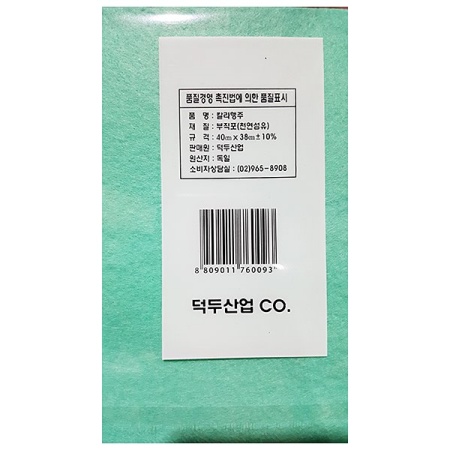 품질경영 촉진법에 의한 품질표시
품 명 : 칼라행주
재 질 : 부직포(천연섬유)
규 격 : 40m x 38m±10%
판매원 : 덕두산업
원산지 : 독일
소비자상담실 : (02)965-8908
8 809011 760093
덕두산업 CO.